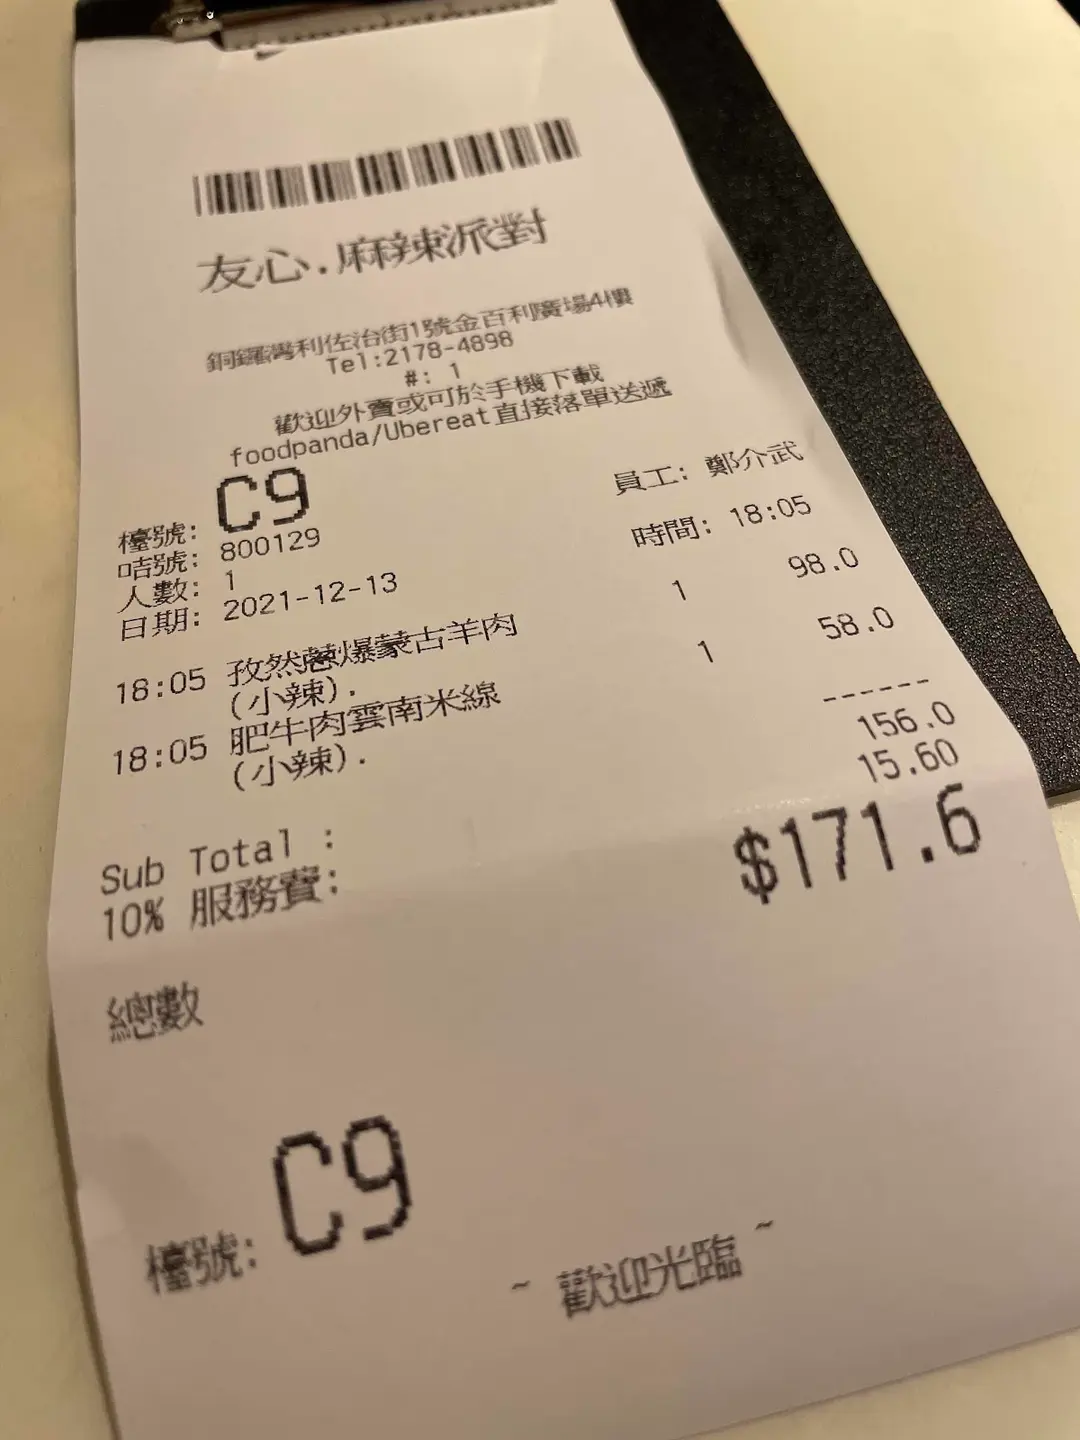 友心.麻辣派對
銅鑼灣利佐治街1號金百利廣場4樓
Tel:2178-4898
#: 1
歡迎外賣或可於手機下載
foodpanda/Ubereat直接落單送遞
檯號: C9 員工: 鄭介武
咭號: 800129 時間: 18:05
人數: 1
日期: 2021-12-13
18:05 孜然蔥爆蒙古羊肉 1 98.0
(小辣).
18:05 肥牛肉雲南米線 1 58.0
(小辣).
------
Sub Total : 156.0
10% 服務費: 15.60
總數 $171.6
檯號: C9
~ 歡迎光臨 ~